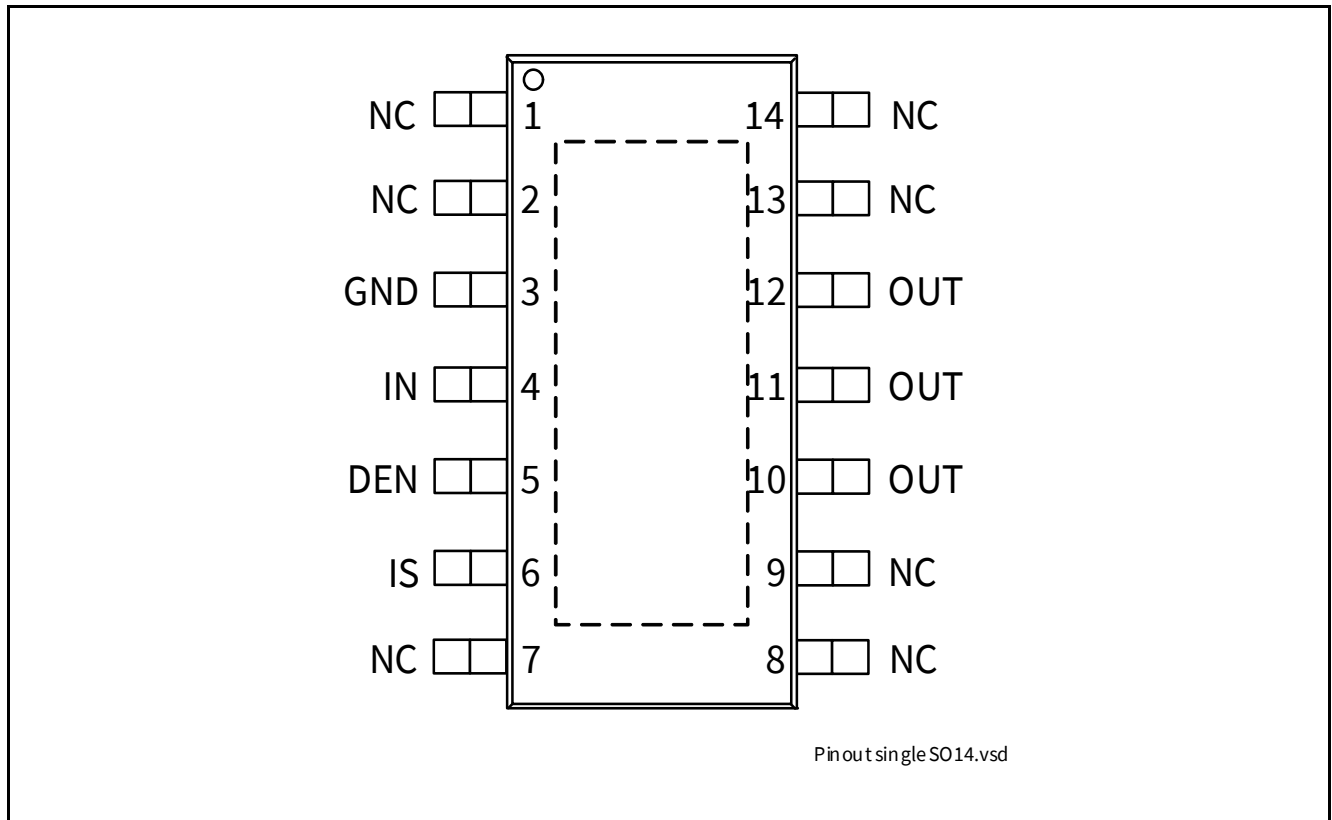 NC 1 14 NC
NC 2 13 NC
GND 3 12 OUT
IN 4 11 OUT
DEN 5 10 OUT
IS 6 9 NC
NC 7 8 NC
Pinout single SO14.vsd